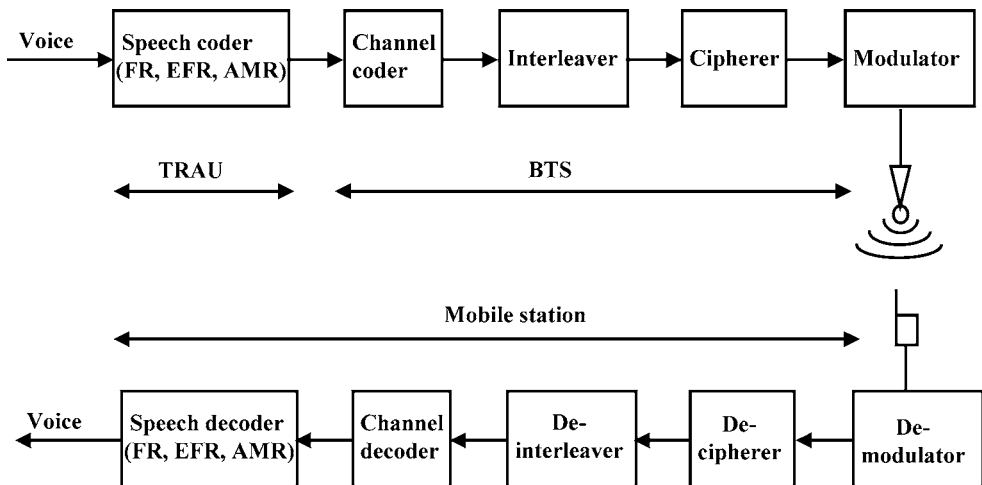 Voice
Speech coder
(FR, EFR, AMR)
Channel
coder
Interleaver
Cipherer
Modulator
TRAU
BTS
Mobile station
Voice
Speech decoder
(FR, EFR, AMR)
Channel
decoder
De-
interleaver
De-
cipherer
De-
modulator